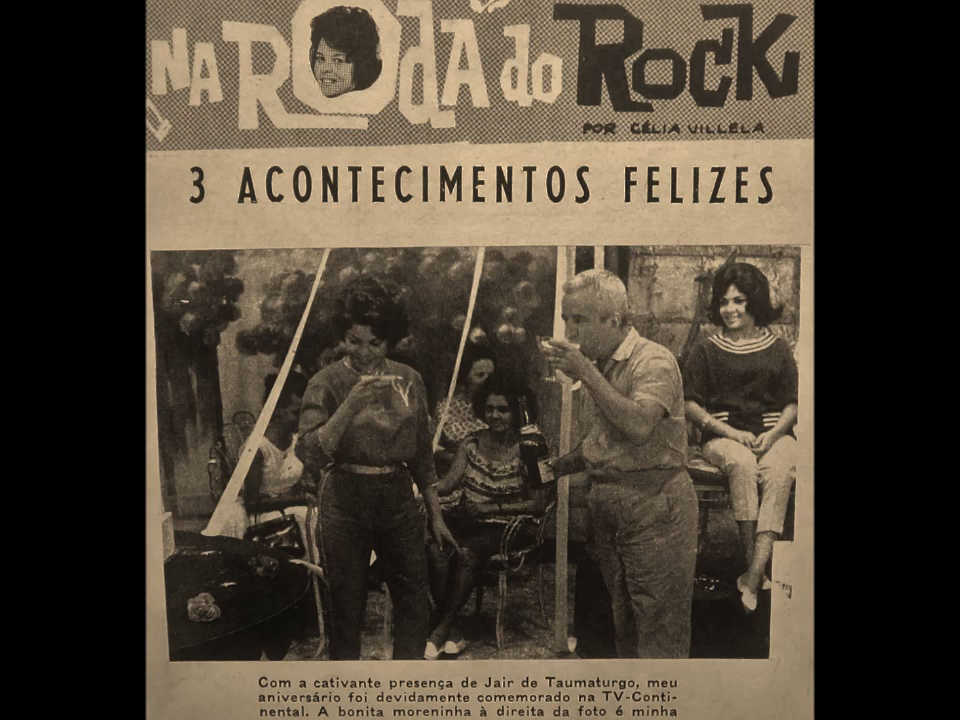 NA RODA do ROCK
POR CÉLIA VILLELA
3 ACONTECIMENTOS FELIZES
Com a cativante presença de Jair de Taumaturgo, meu
aniversário foi devidamente comemorado na TV-Conti-
nental. A bonita moreninha à direita da foto é minha